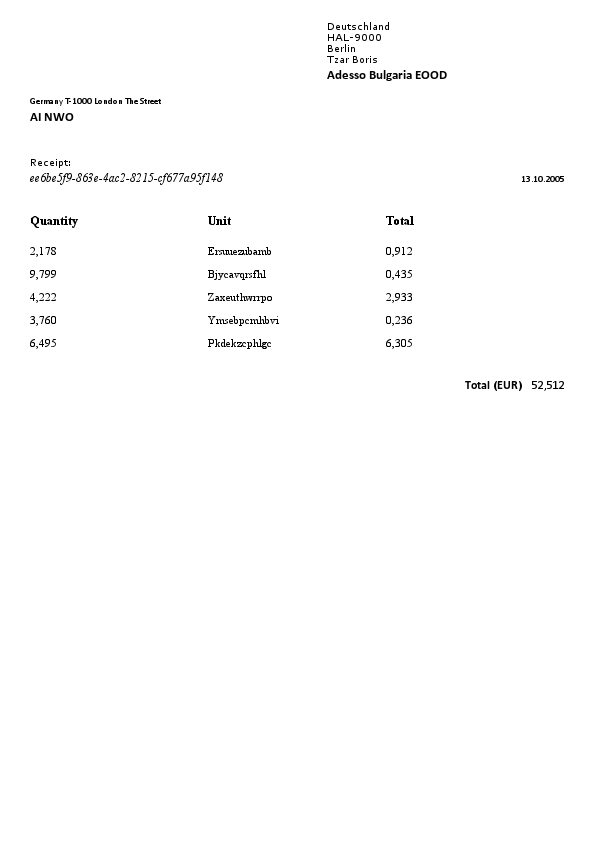 Deutschland
HAL-9000
Berlin
Tzar Boris
Adesso Bulgaria EOOD
Germany T-1000 London The Street
AI NWO
Receipt:
ee6be5f9-863e-4ac2-8215-cf677a95f148 13.10.2005
Quantity Unit Total
2,178 Ersuuezubamb 0,912
9,799 Bjycavqrsfhl 0,435
4,222 Zaxeuthwrrpo 2,933
3,760 Ymsebpcmhbvi 0,236
6,495 Pkdekzcphlgc 6,305
Total (EUR) 52,512